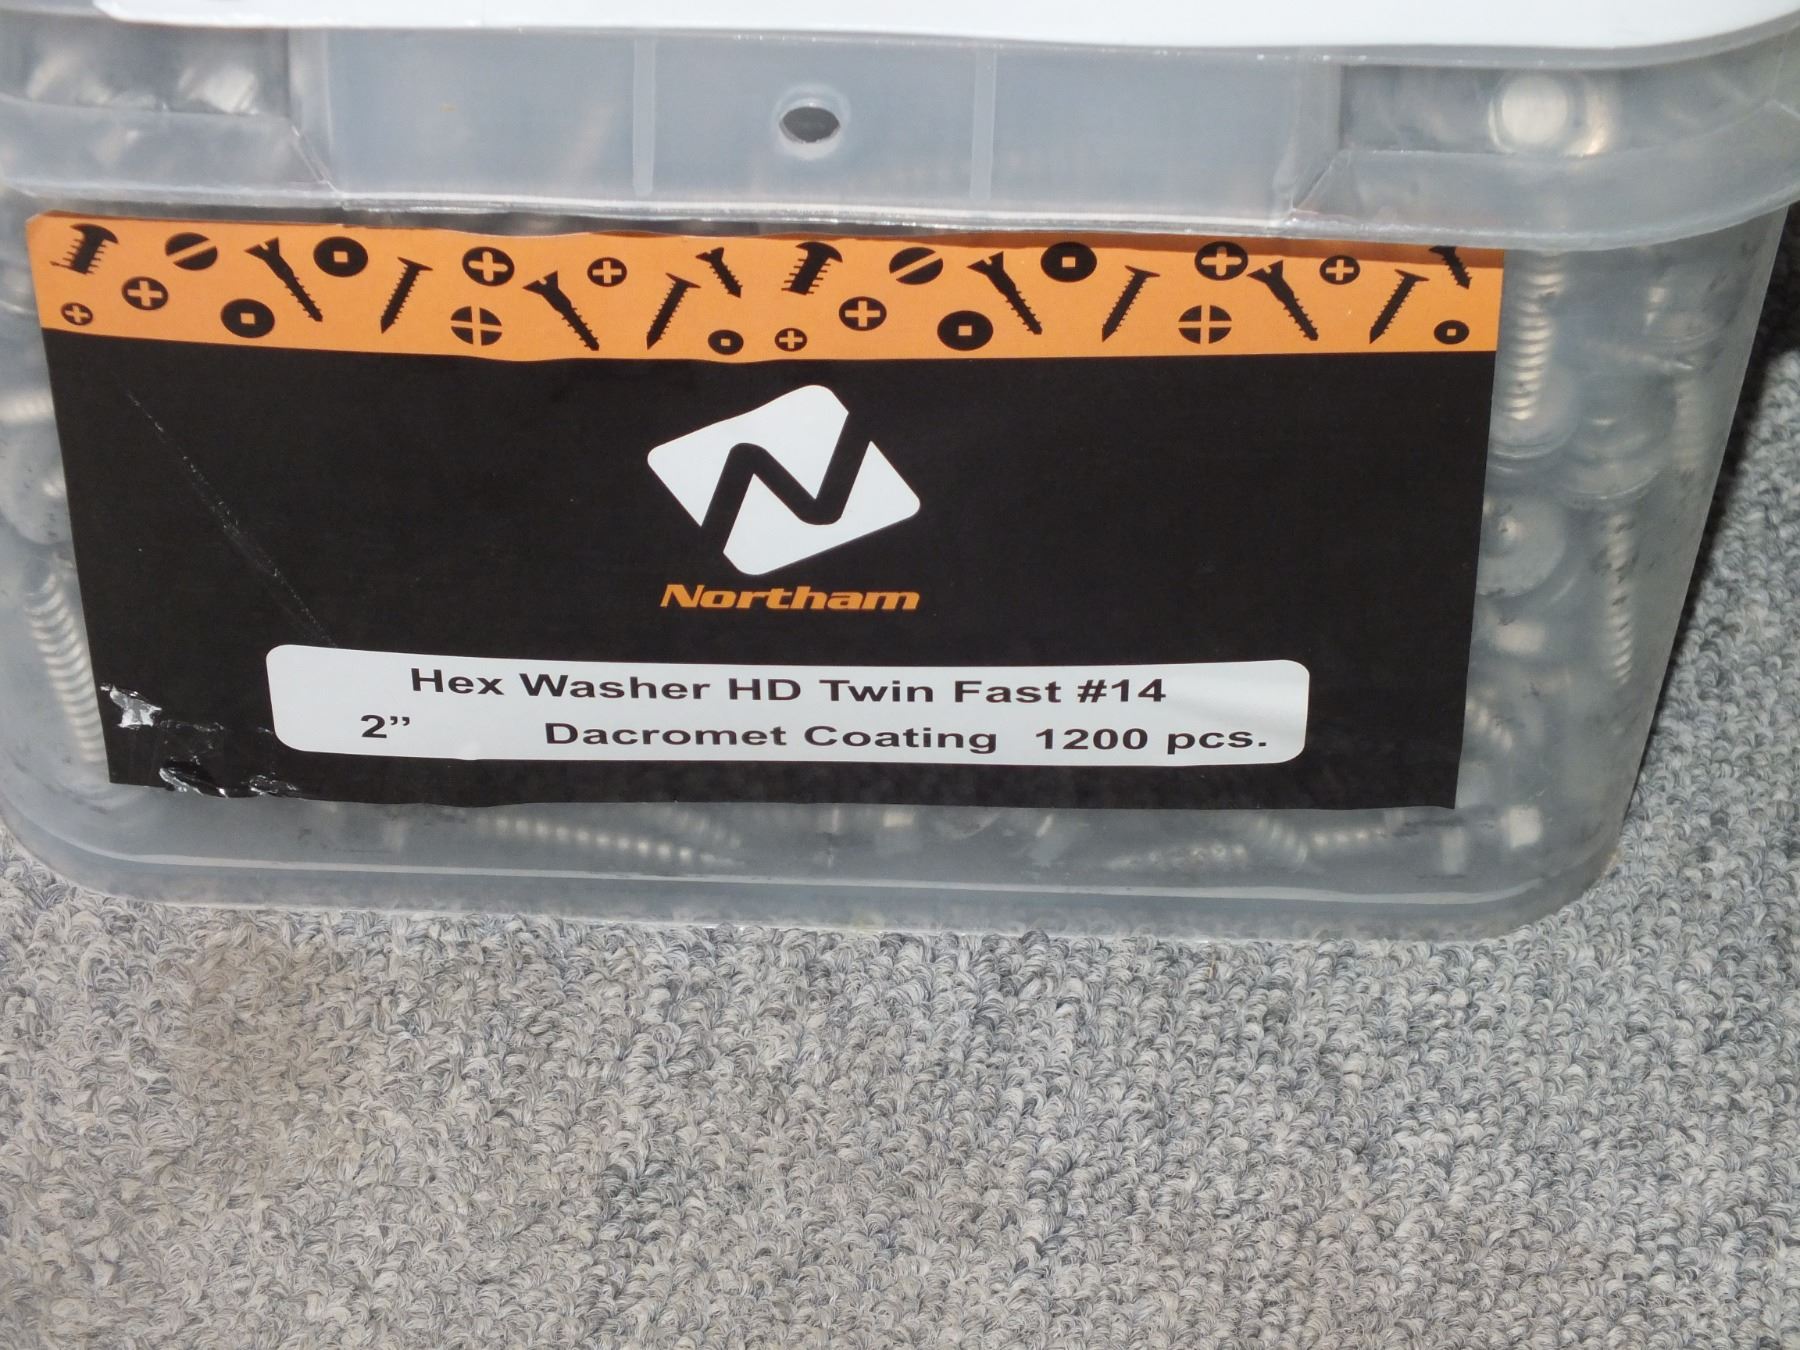 Northam
Hex Washer HD Twin Fast #14
2” Dacromet Coating 1200 pcs.